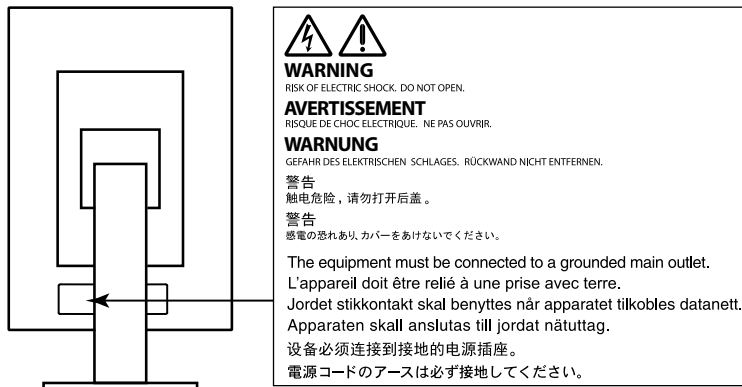 WARNING
RISK OF ELECTRIC SHOCK. DO NOT OPEN.
AVERTISSEMENT
RISQUE DE CHOC ELECTRIQUE. NE PAS OUVRIR.
WARNUNG
GEFAHR DES ELEKTRISCHEN SCHLAGES. RÜCKWAND NICHT ENTFERNEN.
警告
触电危险，请勿打开后盖。
警告
感電の恐れあり、カバーをあけないでください。
The equipment must be connected to a grounded main outlet.
L'appareil doit être relié à une prise avec terre.
Jordet stikkontakt skal benyttes når apparatet tilkobles datanett.
Apparaten skall anslutas till jordat nätuttag.
设备必须连接到接地的电源插座。
電源コードのアースは必ず接地してください。